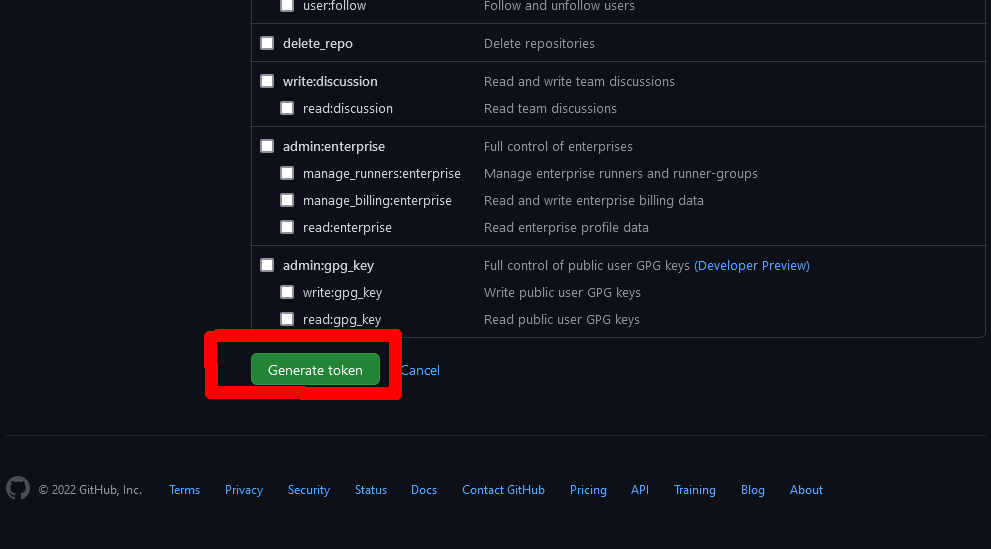 user:follow Follow and unfollow users
delete_repo Delete repositories
write:discussion Read and write team discussions
read:discussion Read team discussions
admin:enterprise Full control of enterprises
manage_runners:enterprise Manage enterprise runners and runner-groups
manage_billing:enterprise Read and write enterprise billing data
read:enterprise Read enterprise profile data
admin:gpg_key Full control of public user GPG keys (Developer Preview)
write:gpg_key Write public user GPG keys
read:gpg_key Read public user GPG keys
Generate token Cancel
© 2022 GitHub, Inc. Terms Privacy Security Status Docs Contact GitHub Pricing API Training Blog About